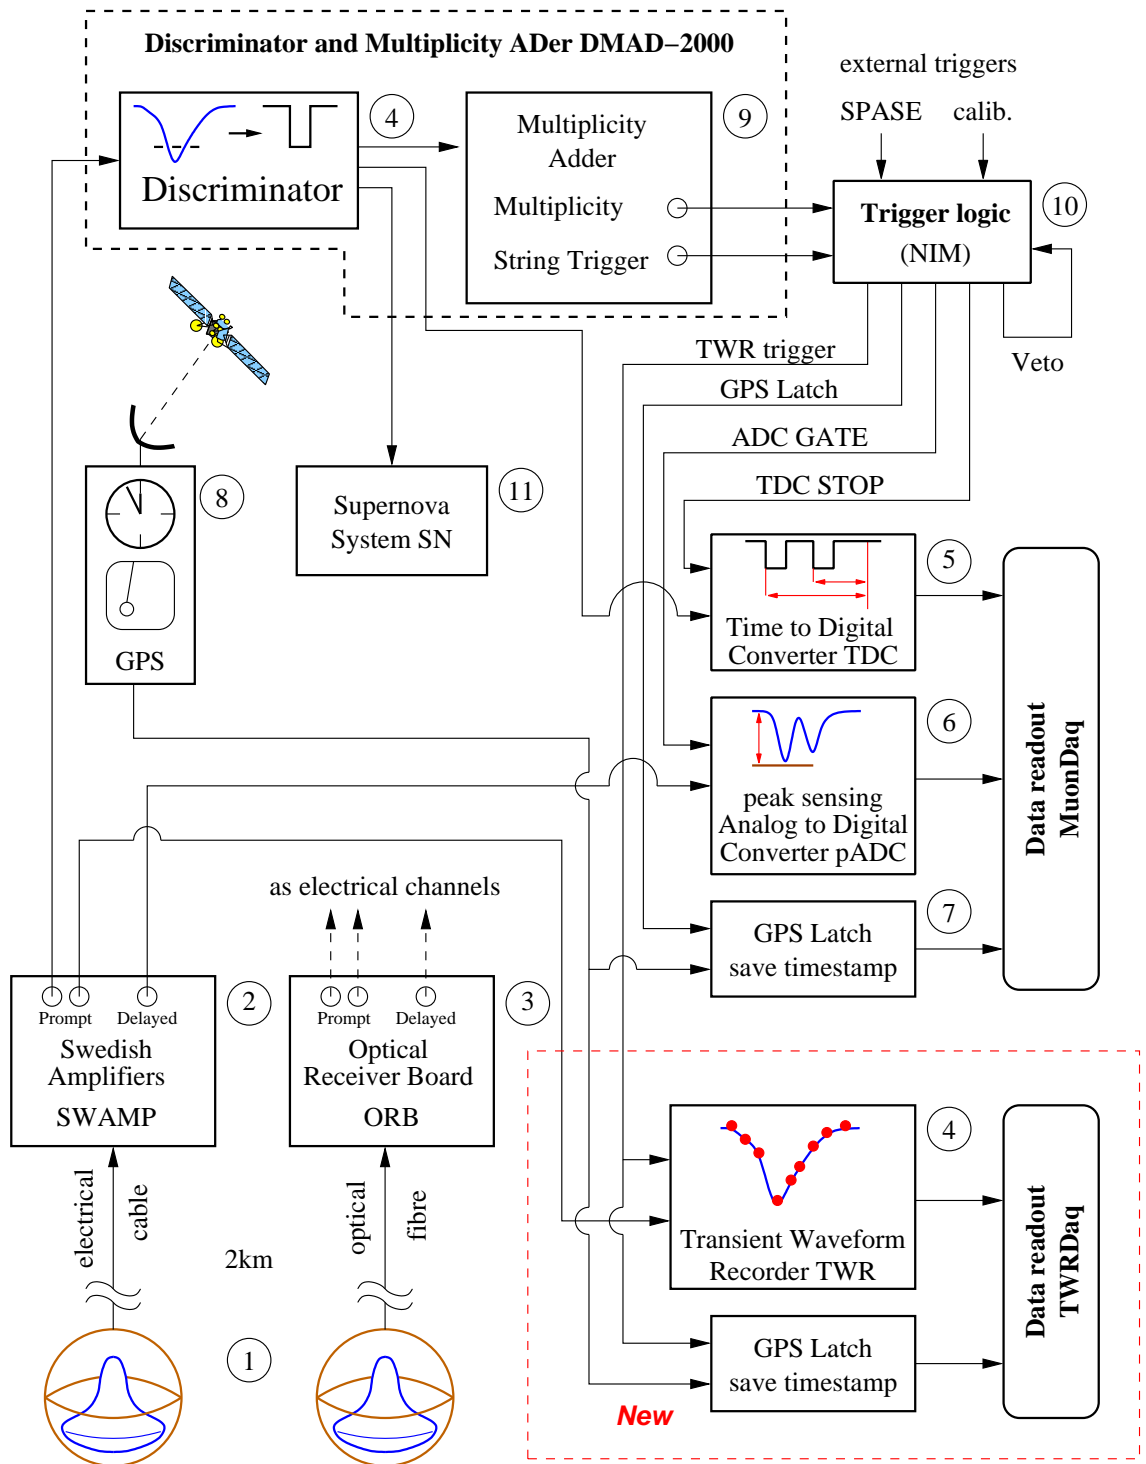 Discriminator and Multiplicity ADer DMAD−2000
external triggers
SPASE calib.
4
9
Multiplicity
Adder
Discriminator
Multiplicity
String Trigger
Trigger logic
(NIM)
10
Veto
TWR trigger
GPS Latch
ADC GATE
TDC STOP
8
GPS
11
Supernova
System SN
5
Time to Digital
Converter TDC
6
peak sensing
Analog to Digital
Converter pADC
7
GPS Latch
save timestamp
Data readout
MuonDaq
as electrical channels
2
Prompt Delayed
Swedish
Amplifiers
SWAMP
3
Prompt Delayed
Optical
Receiver Board
ORB
electrical
cable
optical
fibre
2km
1
4
Transient Waveform
Recorder TWR
GPS Latch
save timestamp
New
Data readout
TWRDaq